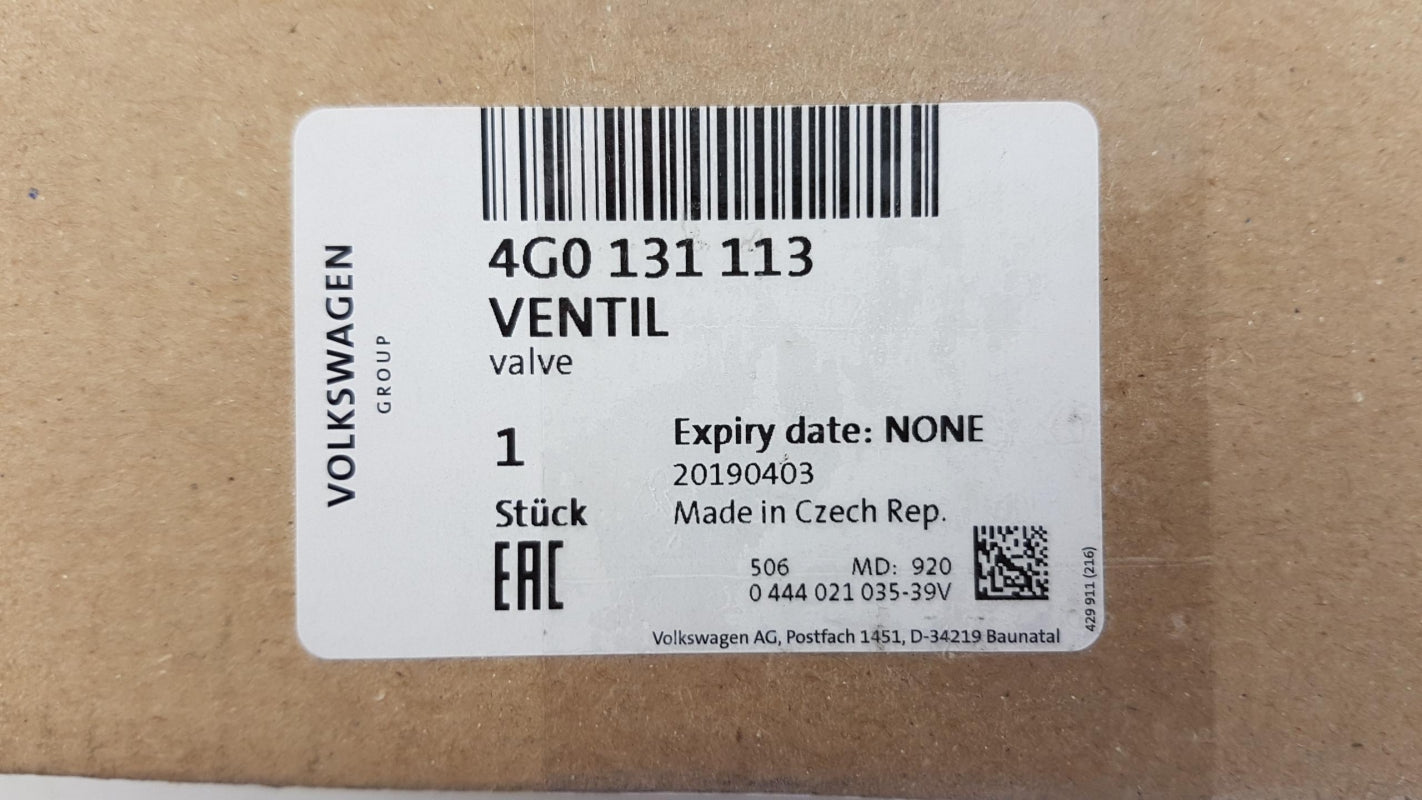 VOLKSWAGEN
GROUP
4G0 131 113
VENTIL
valve
1
Stück
EAC
Expiry date: NONE
20190403
Made in Czech Rep.
506 MD: 920
0 444 021 035-39V
429 911 (216)
Volkswagen AG, Postfach 1451, D-34219 Baunatal